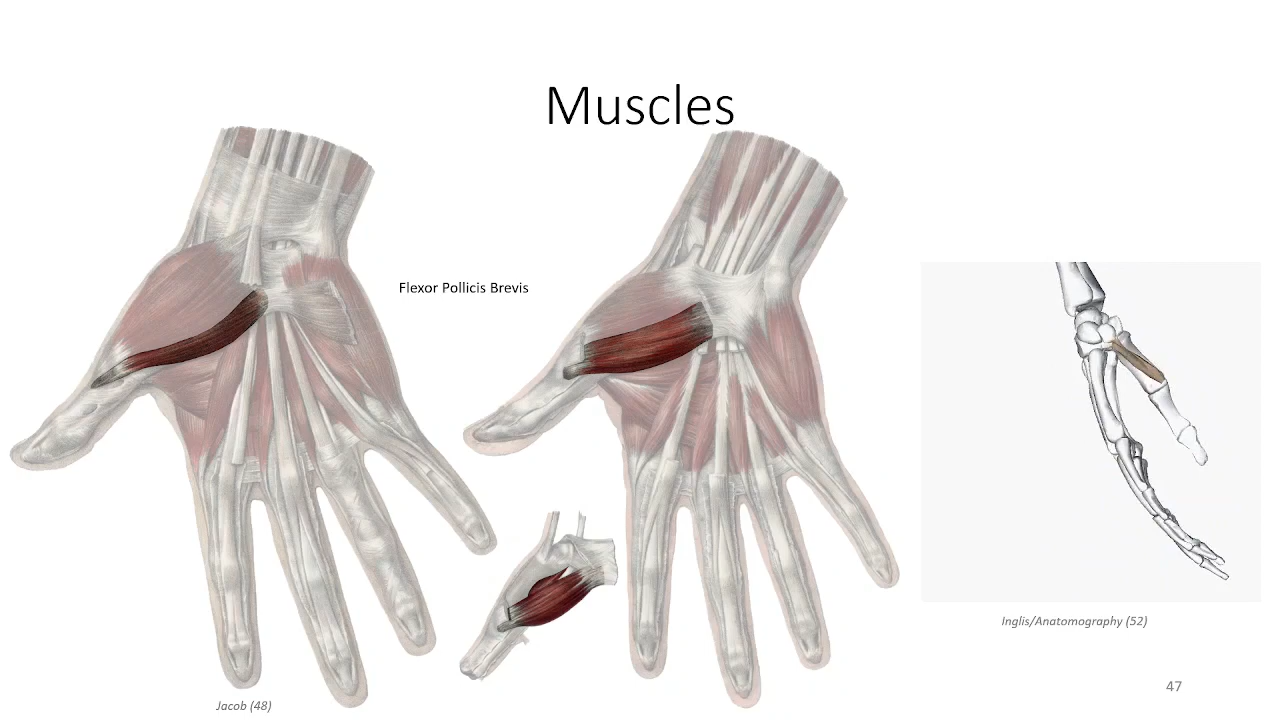 Muscles
Flexor Pollicis Brevis
Inglis/Anatomography (52)
47
Jacob (48)